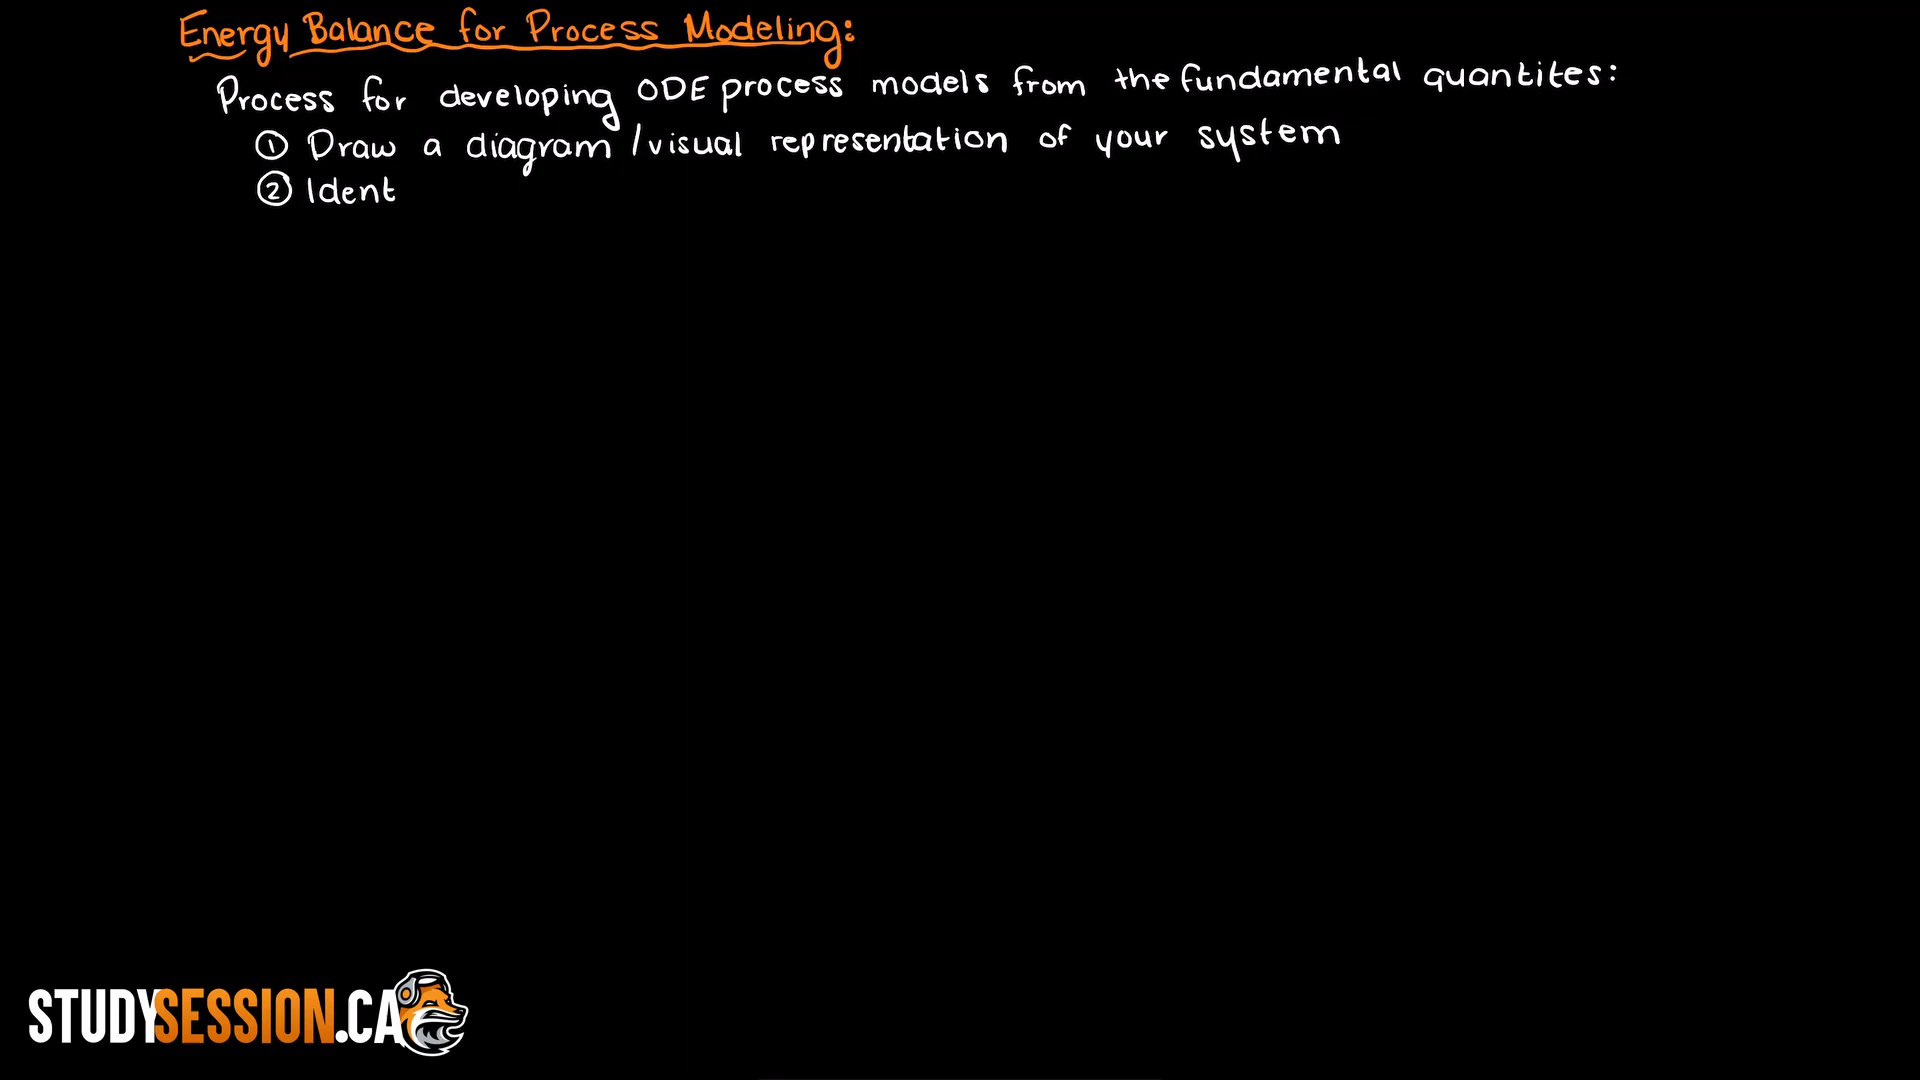 Energy Balance for Process Modeling:
Process for developing ODE process models from the fundamental quantites:
① Draw a diagram /visual representation of your system
② Ident
STUDYSESSION.CA